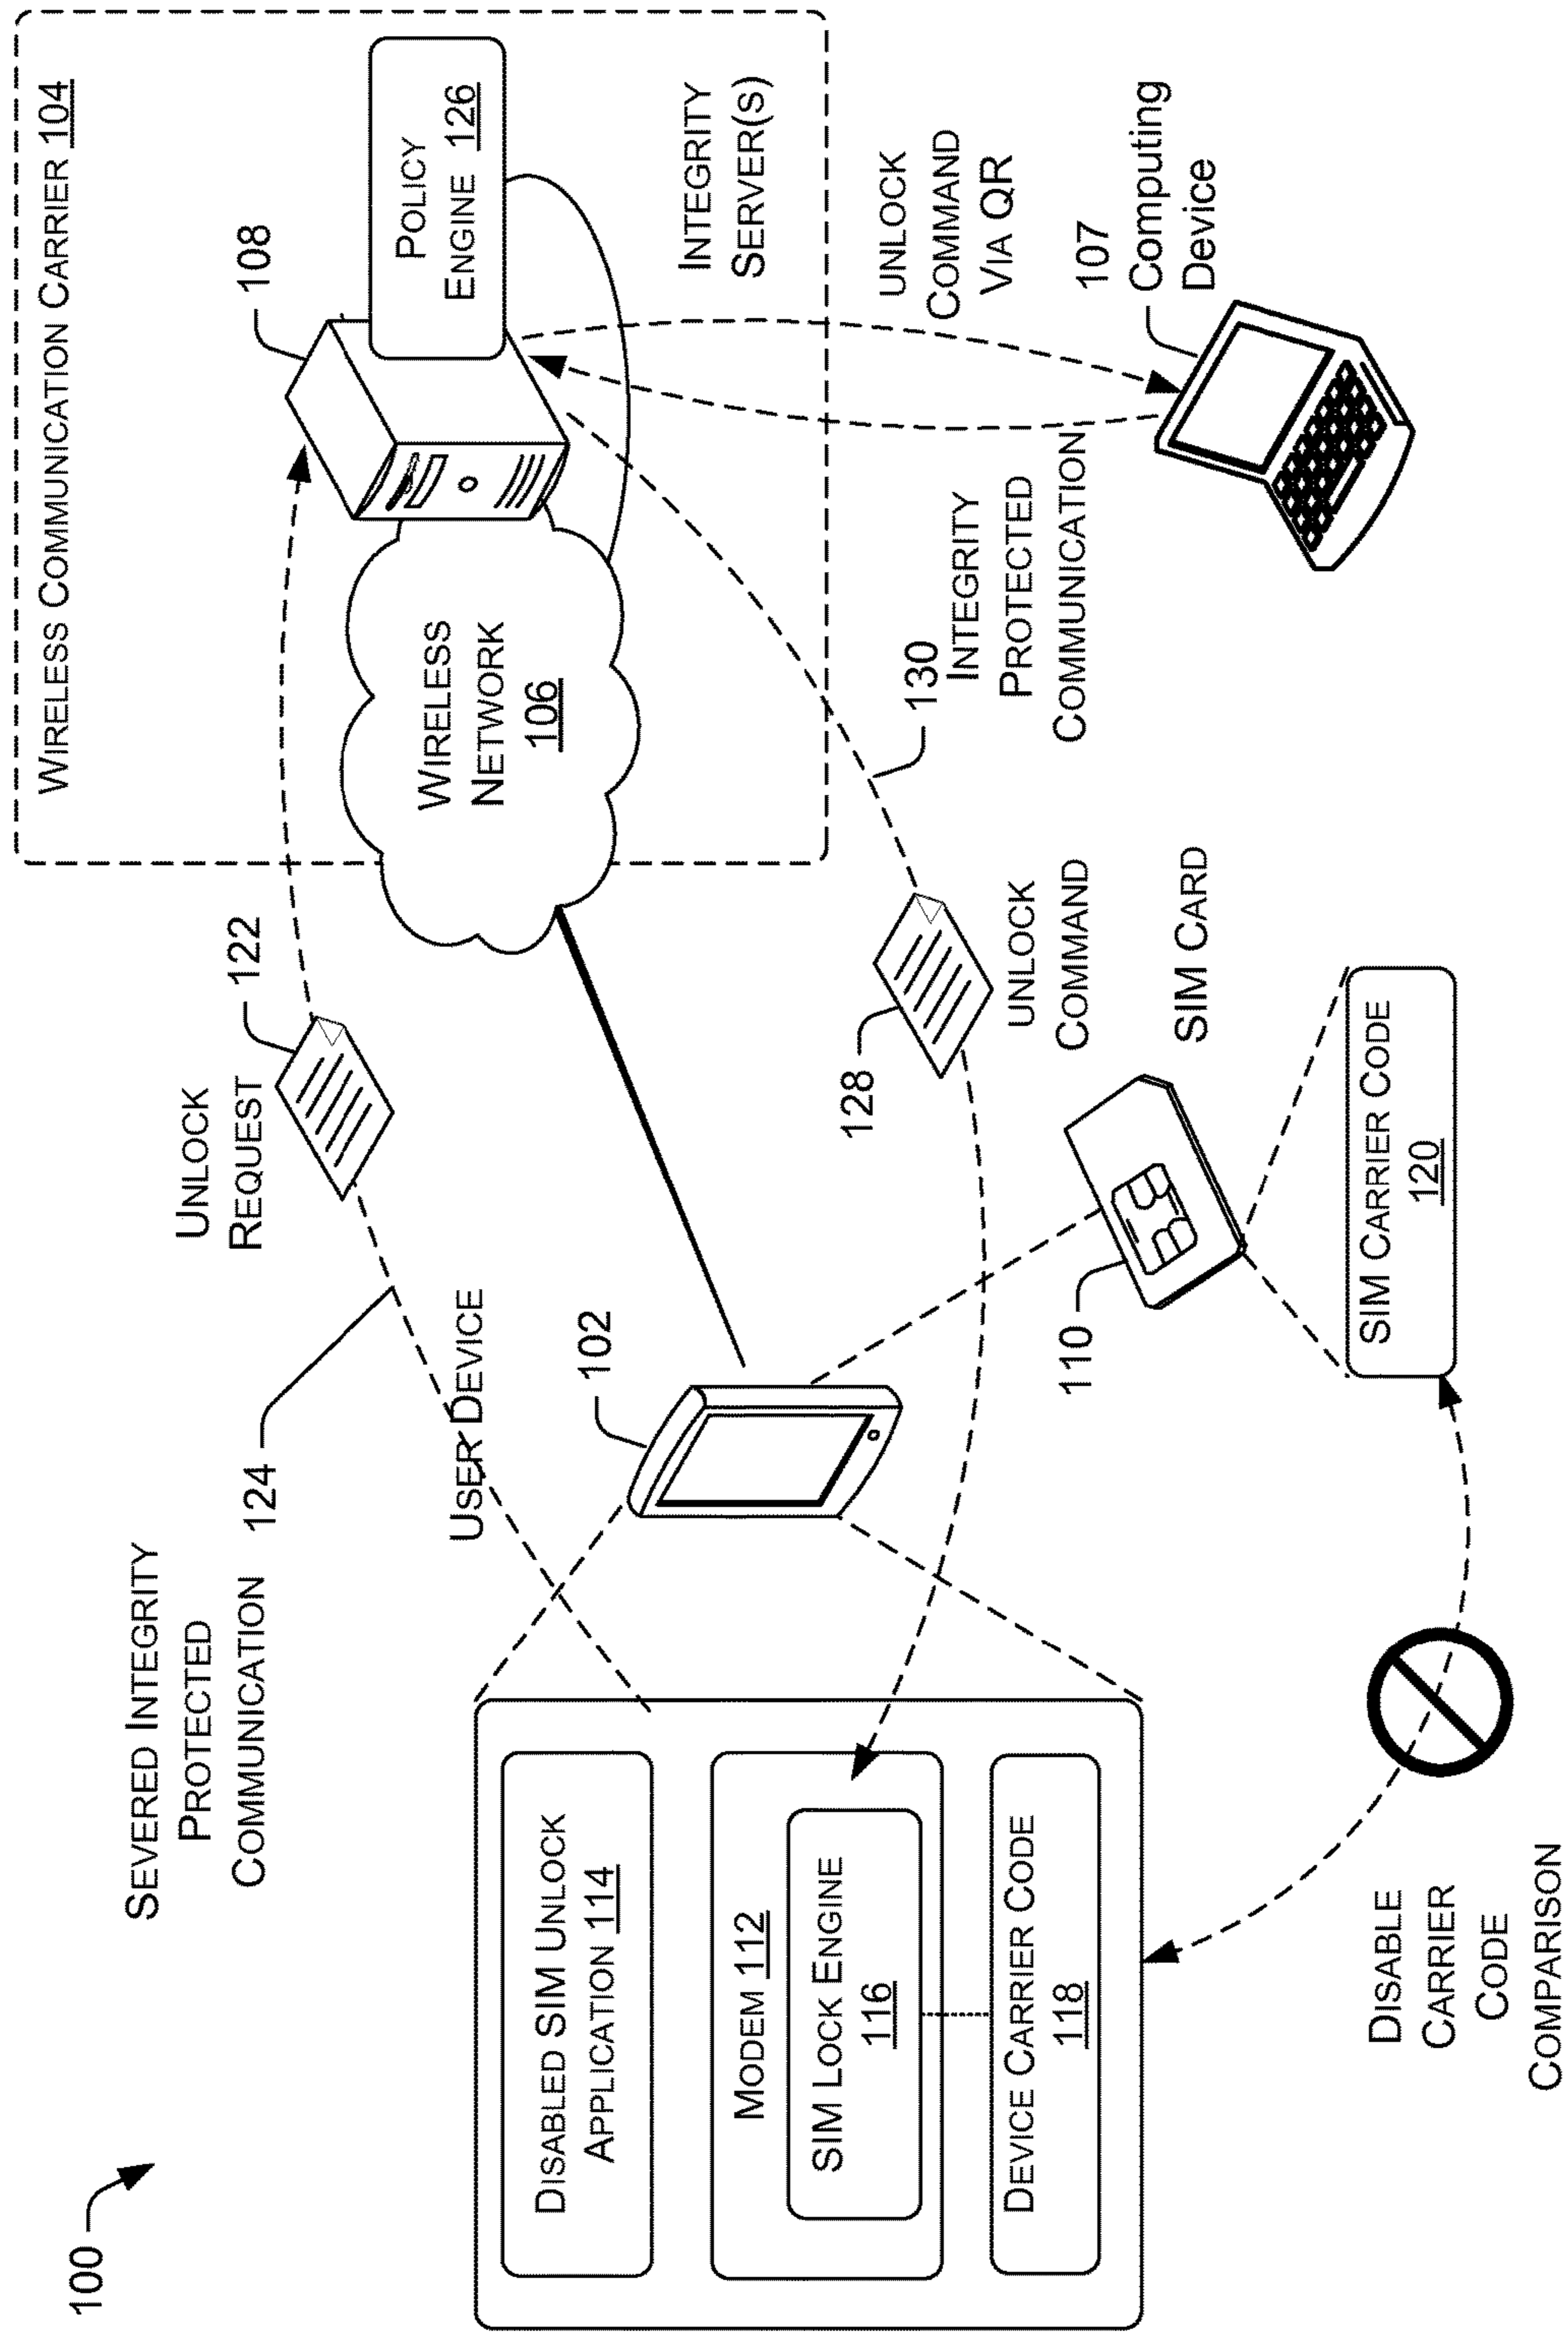 100
SEVERED INTEGRITY
PROTECTED
COMMUNICATION 124
UNLOCK
REQUEST
122
WIRELESS COMMUNICATION CARRIER 104
108
POLICY
ENGINE 126
WIRELESS
NETWORK
106
INTEGRITY
SERVER(S)
USER DEVICE
102
DISABLED SIM UNLOCK
APPLICATION 114
MODEM 112
SIM LOCK ENGINE
116
DEVICE CARRIER CODE
118
128
UNLOCK
COMMAND
130
INTEGRITY
PROTECTED
COMMUNICATION
UNLOCK
COMMAND
VIA QR
107
Computing
Device
110
SIM CARD
SIM CARRIER CODE
120
DISABLE
CARRIER
CODE
COMPARISON